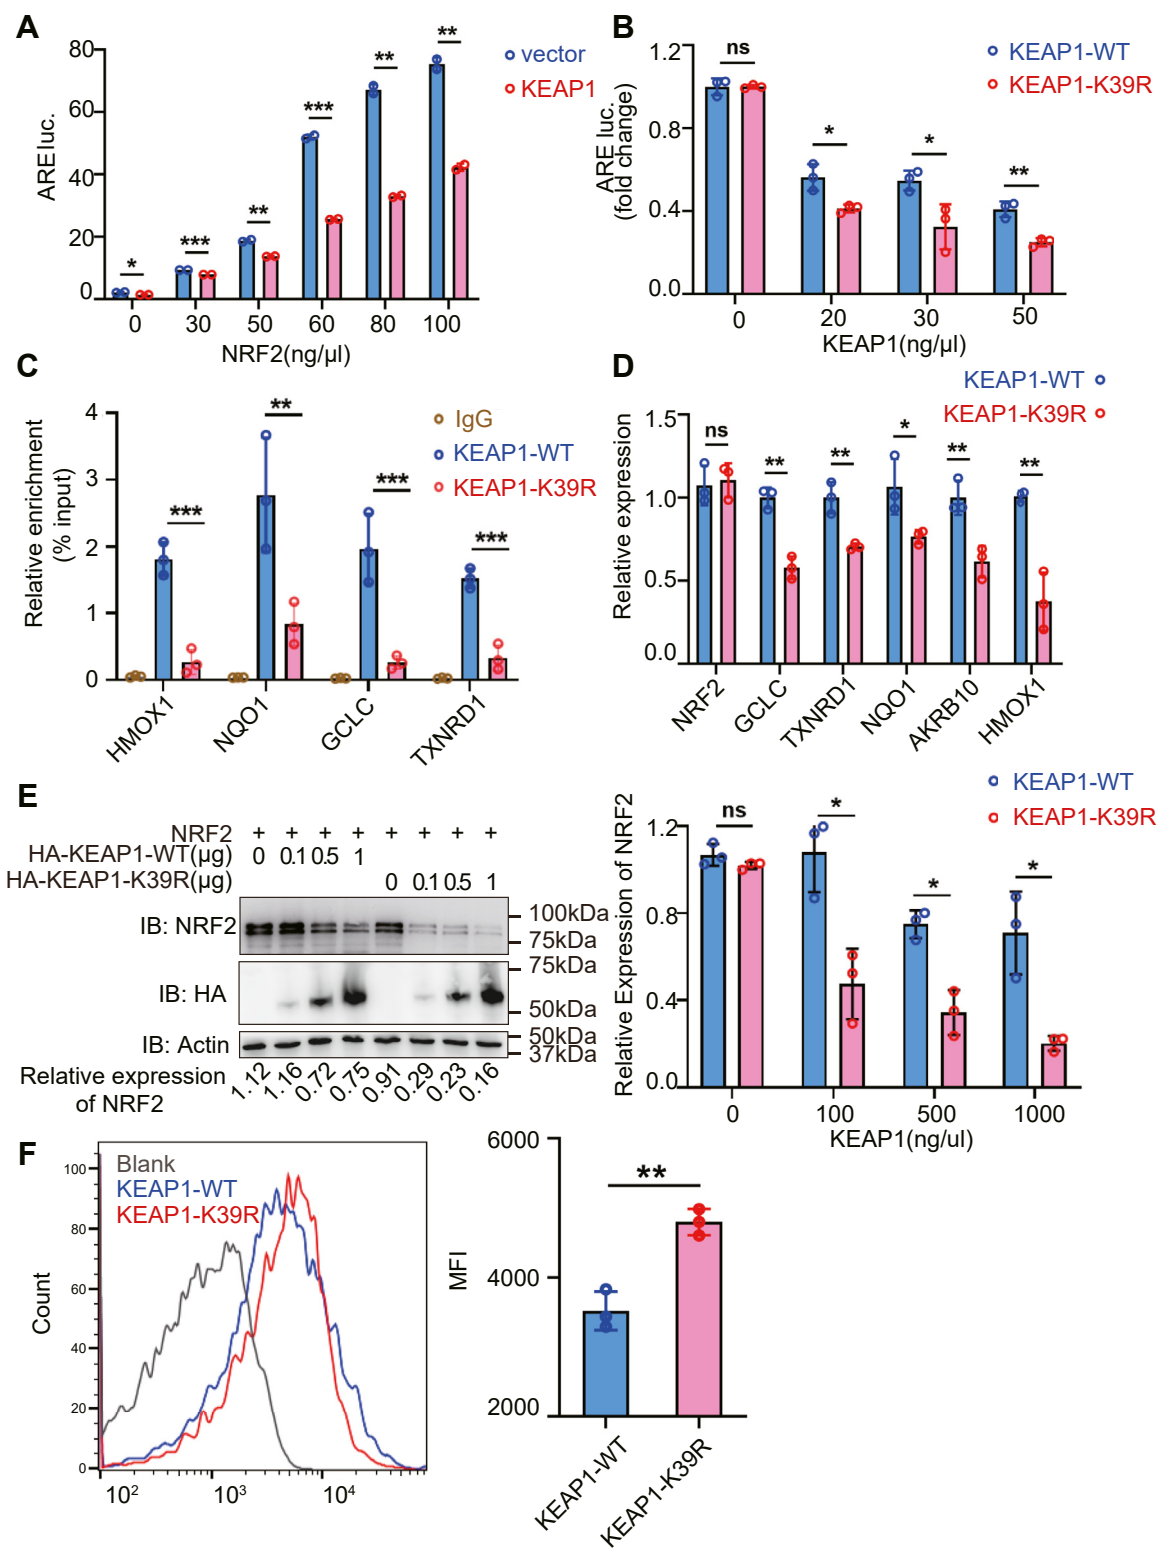 A
ARE luc.
80
60
40
20
0
*
***
**
***
**
**
vector
KEAP1
0 30 50 60 80 100
NRF2(ng/µl)
B
ARE luc.
(fold change)
1.2
0.8
0.4
0.0
ns
*
*
**
KEAP1-WT
KEAP1-K39R
0 20 30 50
KEAP1(ng/µl)
C
Relative enrichment
(% input)
4
3
2
1
0
***
**
***
***
IgG
KEAP1-WT
KEAP1-K39R
HMOX1 NQO1 GCLC TXNRD1
D
Relative expression
1.5
1.0
0.5
0.0
KEAP1-WT
KEAP1-K39R
ns
**
**
*
**
**
NRF2 GCLC TXNRD1 NQO1 AKRB10 HMOX1
E
NRF2 + + + + + + + +
HA-KEAP1-WT(µg) 0 0.1 0.5 1
HA-KEAP1-K39R(µg) 0 0.1 0.5 1
IB: NRF2
100kDa
75kDa
IB: HA
75kDa
50kDa
IB: Actin
50kDa
37kDa
Relative expression
of NRF2
1.12 1.16 0.72 0.75 0.91 0.29 0.23 0.16
Relative Expression of NRF2
1.2
0.8
0.4
0.0
ns
*
*
*
KEAP1-WT
KEAP1-K39R
0 100 500 1000
KEAP1(ng/ul)
F
Count
100
80
60
40
20
0
Blank
KEAP1-WT
KEAP1-K39R
10² 10³ 10⁴
MFI
6000
4000
2000
**
KEAP1-WT KEAP1-K39R